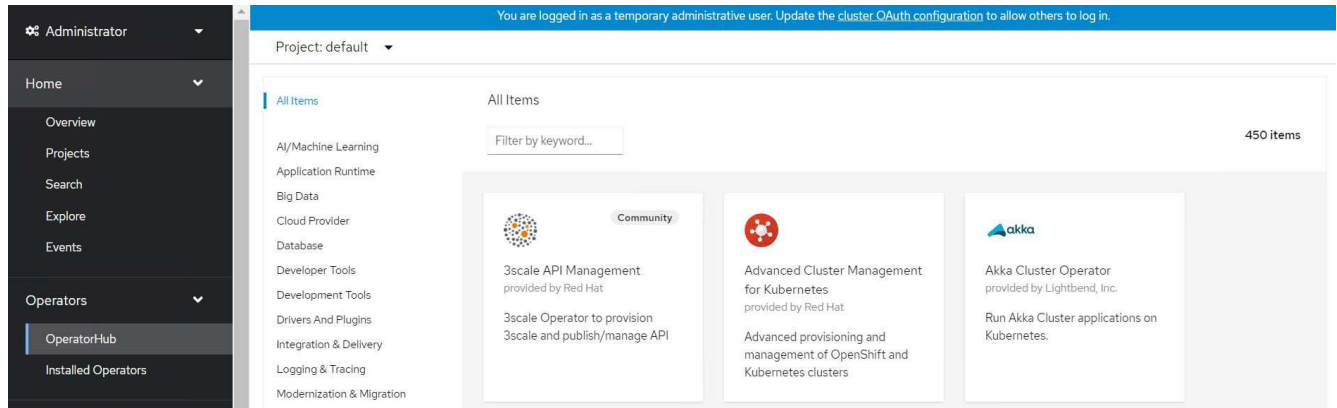 You are logged in as a temporary administrative user. Update the cluster OAuth configuration to allow others to log in.
Administrator
Home
Overview
Projects
Search
Explore
Events
Operators
OperatorHub
Installed Operators
Project: default
All Items
AI/Machine Learning
Application Runtime
Big Data
Cloud Provider
Database
Developer Tools
Development Tools
Drivers And Plugins
Integration & Delivery
Logging & Tracing
Modernization & Migration
All Items
Filter by keyword...
450 items
Community
3scale API Management
provided by Red Hat
3scale Operator to provision
3scale and publish/manage API
Advanced Cluster Management
for Kubernetes
provided by Red Hat
Advanced provisioning and
management of OpenShift and
Kubernetes clusters
akka
Akka Cluster Operator
provided by Lightbend, Inc.
Run Akka Cluster applications on
Kubernetes.